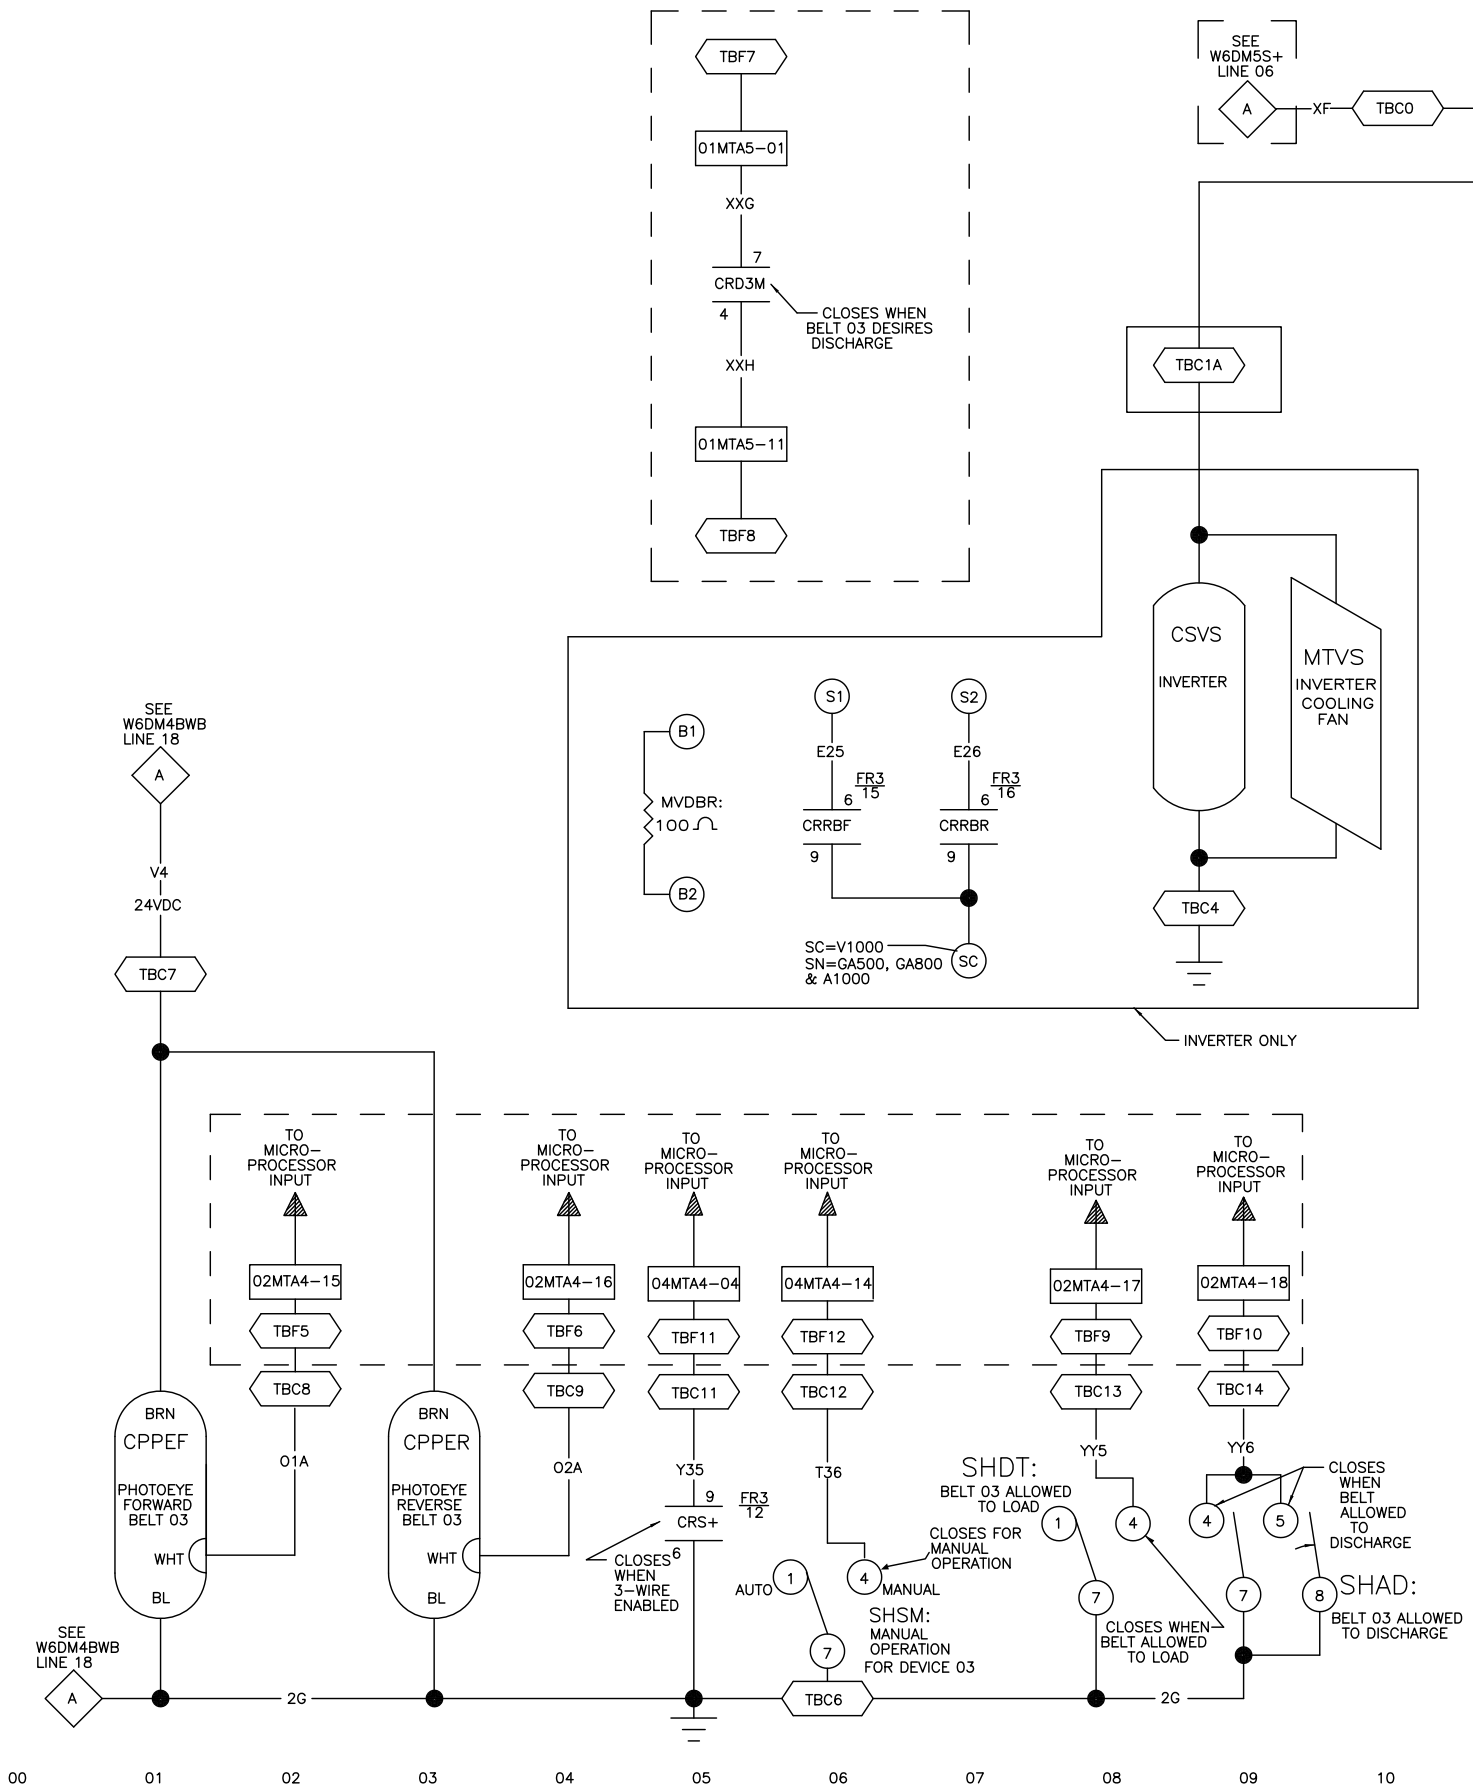 TBF7
01MTA5-01
XXG
7
CRD3M
4
CLOSES WHEN
BELT 03 DESIRES
DISCHARGE
XXH
01MTA5-11
TBF8
SEE
W6DM5S+
LINE 06
A
XF
TBC0
TBC1A
CSVS
INVERTER
MTVS
INVERTER
COOLING
FAN
TBC4
B1
MVDBR:
100
B2
S1
E25
FR3
15
6
CRRBF
9
S2
E26
FR3
16
6
CRRBR
9
SC=V1000
SN=GA500, GA800
& A1000
SC
INVERTER ONLY
SEE
W6DM4BWB
LINE 18
A
V4
24VDC
TBC7
TO
MICRO-
PROCESSOR
INPUT
02MTA4-15
TBF5
TBC8
01A
TO
MICRO-
PROCESSOR
INPUT
02MTA4-16
TBF6
TBC9
02A
TO
MICRO-
PROCESSOR
INPUT
04MTA4-04
TBF11
TBC11
Y35
9
FR3
12
CRS+
6
CLOSES
WHEN
3-WIRE
ENABLED
TO
MICRO-
PROCESSOR
INPUT
04MTA4-14
TBF12
TBC12
T36
CLOSES FOR
MANUAL
OPERATION
AUTO
1
4
MANUAL
SHSM:
MANUAL
OPERATION
FOR DEVICE 03
7
TBC6
TO
MICRO-
PROCESSOR
INPUT
02MTA4-17
TBF9
TBC13
YY5
SHDT:
BELT 03 ALLOWED
TO LOAD
1
4
7
CLOSES WHEN
BELT ALLOWED
TO LOAD
TO
MICRO-
PROCESSOR
INPUT
02MTA4-18
TBF10
TBC14
YY6
4
5
CLOSES
WHEN
BELT
ALLOWED
TO
DISCHARGE
7
8
SHAD:
BELT 03 ALLOWED
TO DISCHARGE
BRN
CPPEF
PHOTOEYE
FORWARD
BELT 03
WHT
BL
BRN
CPPER
PHOTOEYE
REVERSE
BELT 03
WHT
BL
SEE
W6DM4BWB
LINE 18
A
2G
2G
00 01 02 03 04 05 06 07 08 09 10